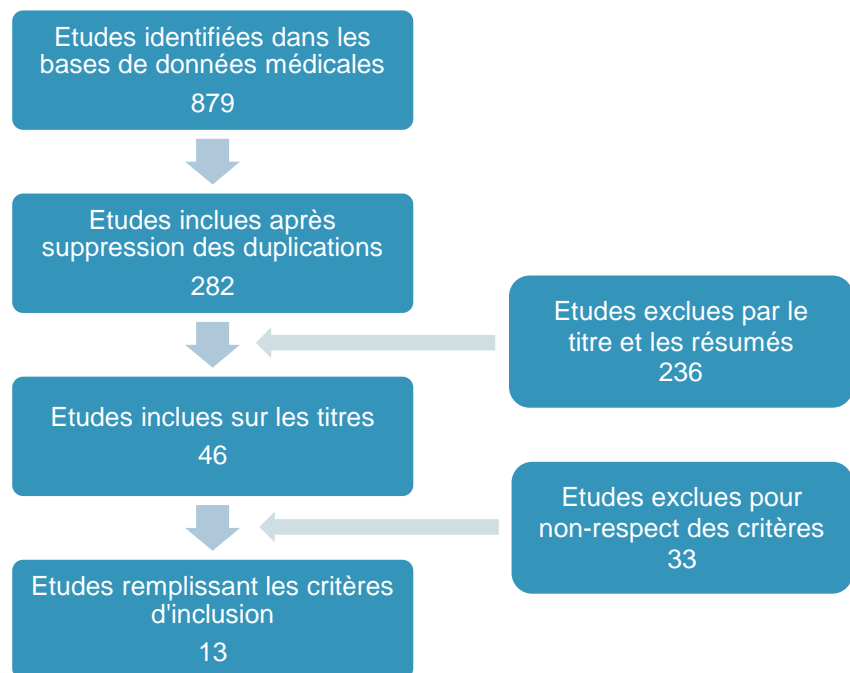 Etudes identifiées dans les
bases de données médicales
879
Etudes inclues après
suppression des duplications
282
Etudes exclues par le
titre et les résumés
236
Etudes inclues sur les titres
46
Etudes exclues pour
non-respect des critères
33
Etudes remplissant les critères
d'inclusion
13